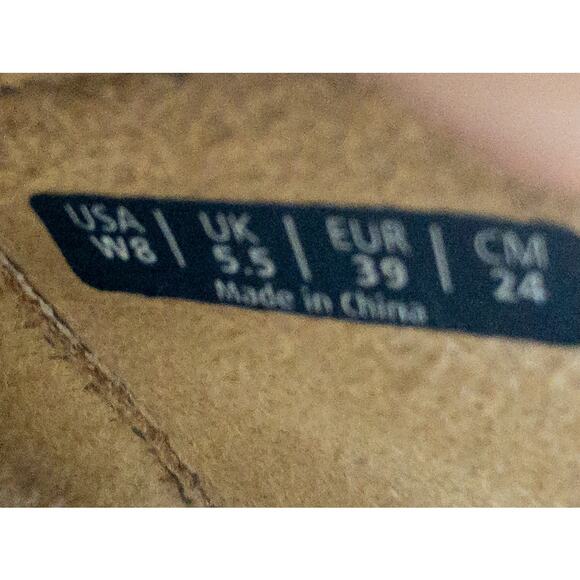 USA | UK | EUR | CM
W8 | 5.5 | 39 | 24
Made in China